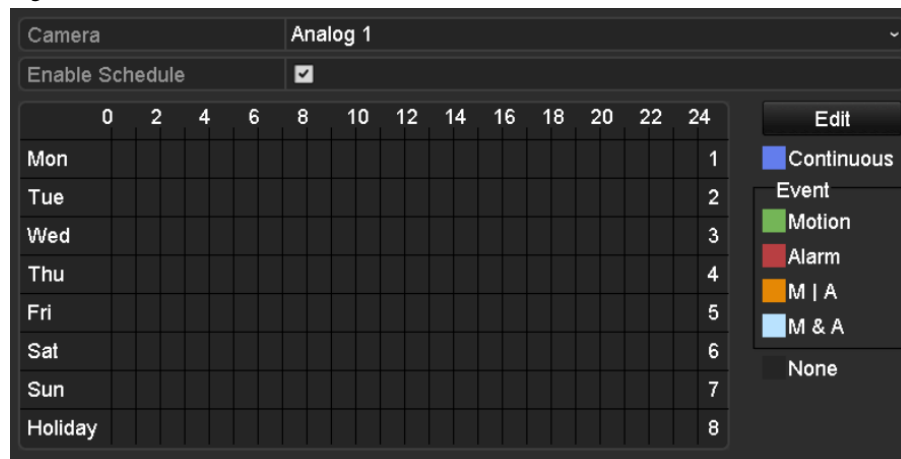 Camera Analog 1
Enable Schedule
0 2 4 6 8 10 12 14 16 18 20 22 24
Edit
Mon 1
Continuous
Tue 2
Event
Wed 3
Motion
Thu 4
Alarm
Fri 5
M | A
Sat 6
M & A
Sun 7
None
Holiday 8